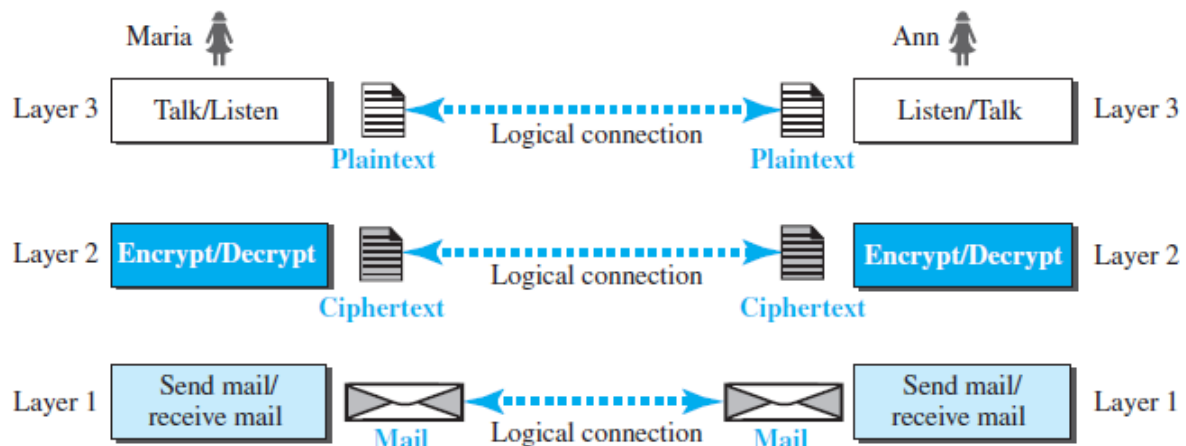 Maria
Ann
Layer 3
Talk/Listen
Logical connection
Listen/Talk
Layer 3
Plaintext
Plaintext
Layer 2
Encrypt/Decrypt
Logical connection
Encrypt/Decrypt
Layer 2
Ciphertext
Ciphertext
Layer 1
Send mail/
receive mail
Logical connection
Send mail/
receive mail
Layer 1
Mail
Mail